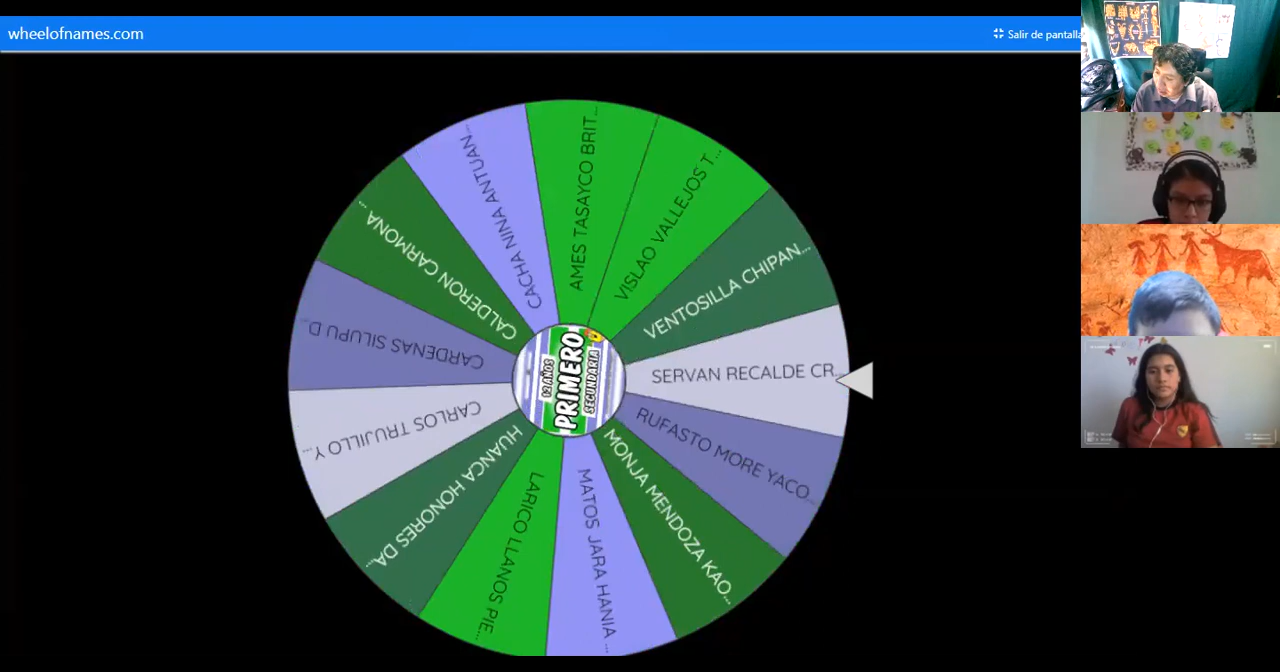 wheelofnames.com
Salir de pantalla
AMES TASAYCO BRIT...
VISLAO VALLEJOS T...
VENTOSILLA CHIPAN...
SERVAN RECALDE CR...
RUFASTO MORE YACO...
MONJA MENDOZA KAO...
MATOS JARA HANIA ...
LARICO LLANOS PIE...
HUANCA HONORES DA...
CARLOS TRUJILLO Y...
CARDENAS SILUPU D...
CALDERON CARMONA ...
CACHA NINA ANTUAN...
12 AÑOS
PRIMERO
SECUNDARIA